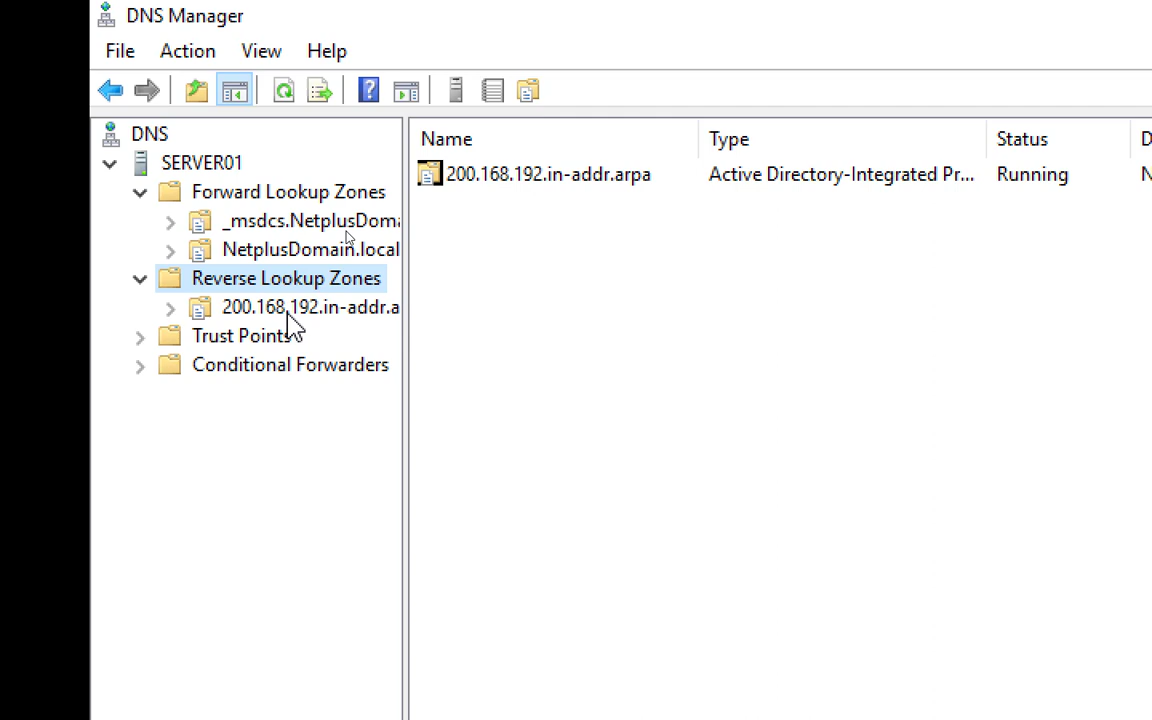 DNS Manager
File Action View Help
DNS
SERVER01
Forward Lookup Zones
_msdcs.NetplusDoma
NetplusDomain.local
Reverse Lookup Zones
200.168.192.in-addr.a
Trust Points
Conditional Forwarders
Name Type Status D
200.168.192.in-addr.arpa Active Directory-Integrated Pr... Running N